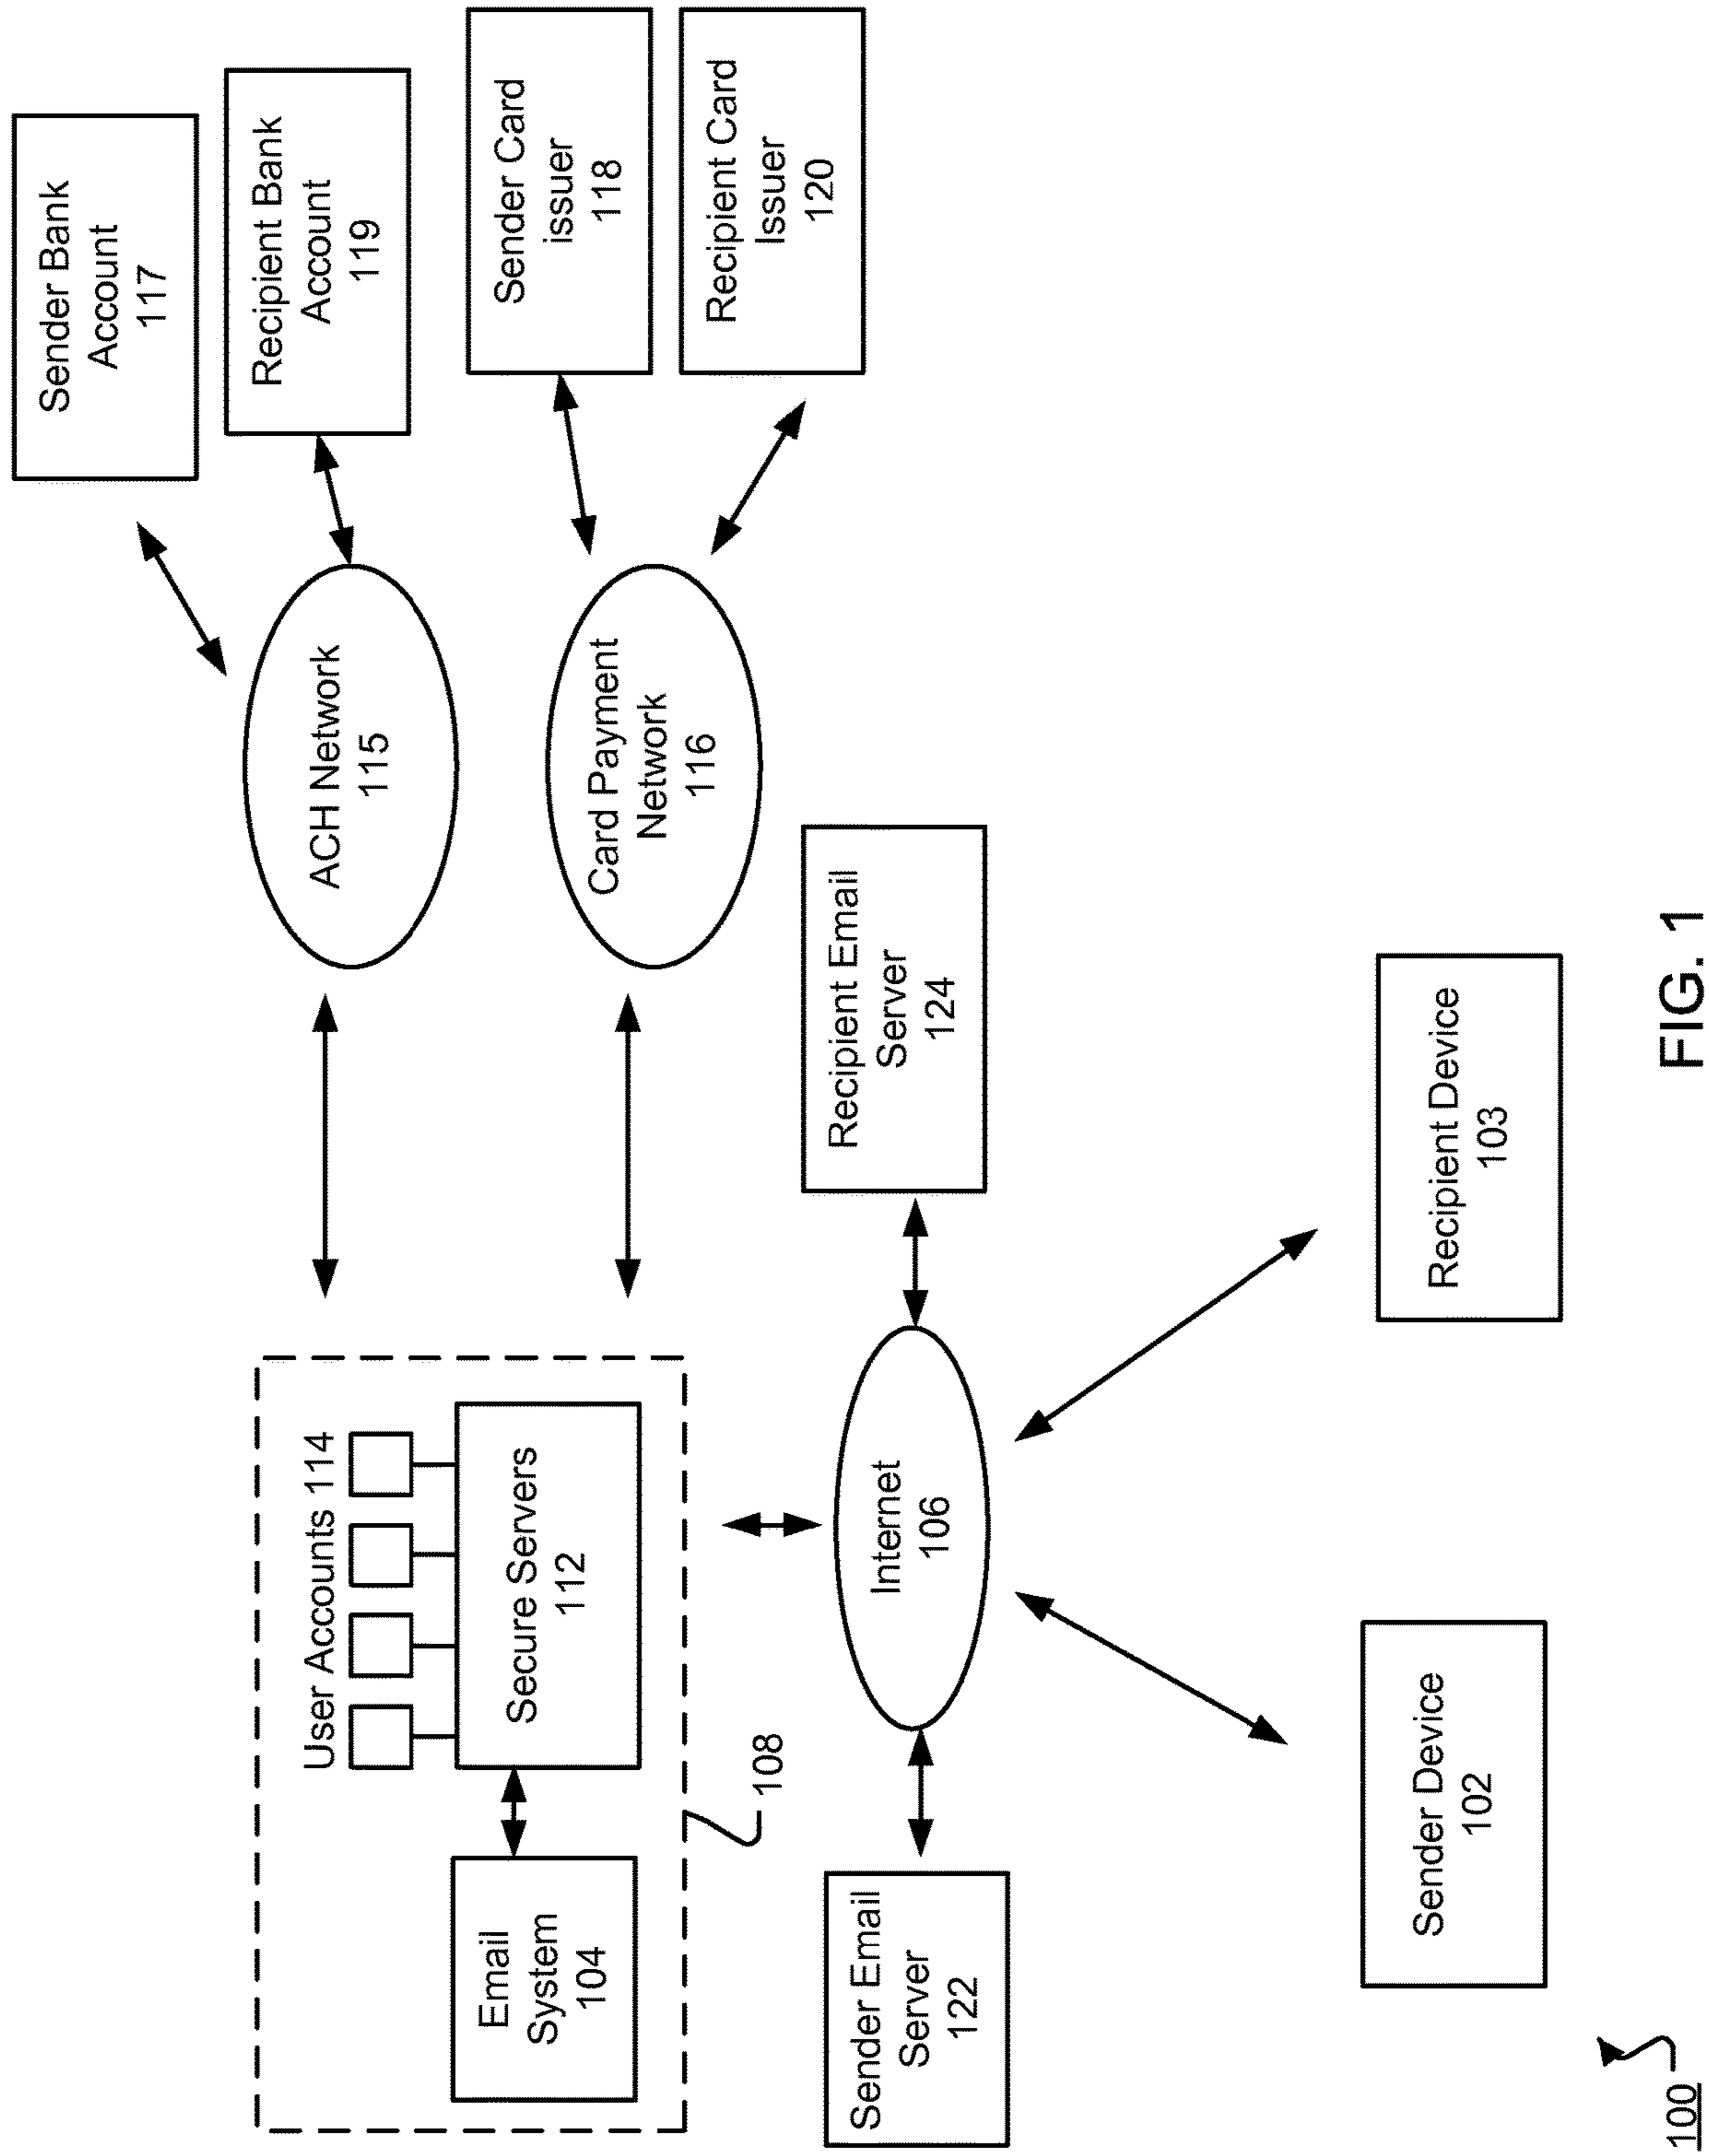 User Accounts 114
Email
System
104
Secure Servers
112
108
ACH Network
115
Sender Bank
Account
117
Recipient Bank
Account
119
Card Payment
Network
116
Sender Card
issuer
118
Recipient Card
Issuer
120
Sender Email
Server
122
Internet
106
Recipient Email
Server
124
Sender Device
102
Recipient Device
103
100
FIG. 1